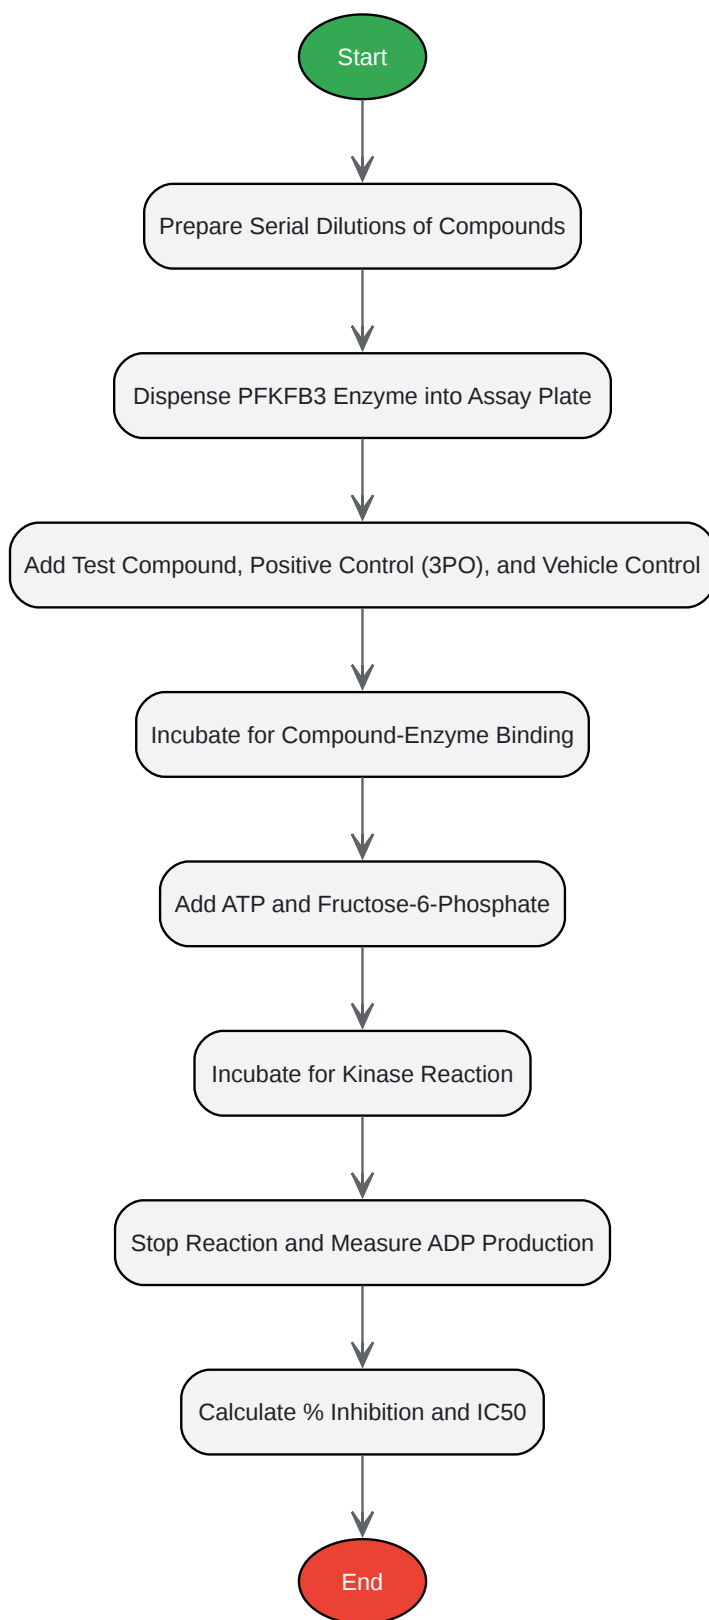 Start
Prepare Serial Dilutions of Compounds
Dispense PFKFB3 Enzyme into Assay Plate
Add Test Compound, Positive Control (3PO), and Vehicle Control
Incubate for Compound-Enzyme Binding
Add ATP and Fructose-6-Phosphate
Incubate for Kinase Reaction
Stop Reaction and Measure ADP Production
Calculate % Inhibition and IC50
End